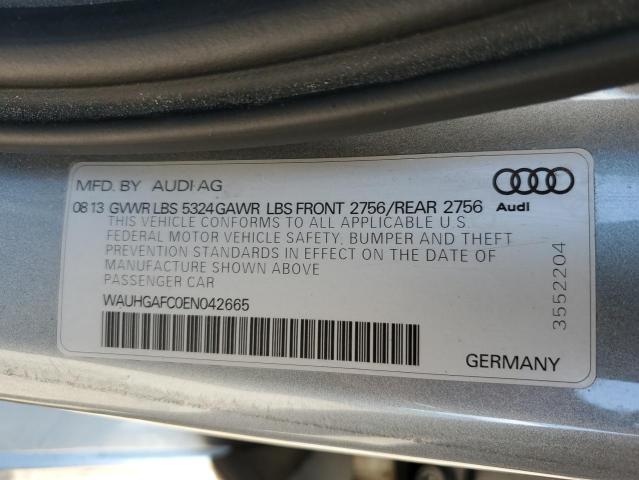 MFD. BY AUDI AG
08 13 GVWR LBS 5324 GAWR LBS FRONT 2756/REAR 2756
Audi
THIS VEHICLE CONFORMS TO ALL APPLICABLE U S
FEDERAL MOTOR VEHICLE SAFETY, BUMPER AND THEFT
PREVENTION STANDARDS IN EFFECT ON THE DATE OF
MANUFACTURE SHOWN ABOVE
PASSENGER CAR
WAUHGAFC0EN042665
3552204
GERMANY